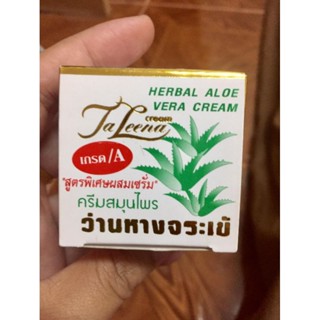 HERBAL ALOE
VERA CREAM
cream
TaLeena
เกรด/A
"สูตรพิเศษผสมเซรั่ม"
ครีมสมุนไพร
ว่านหางจระเข้